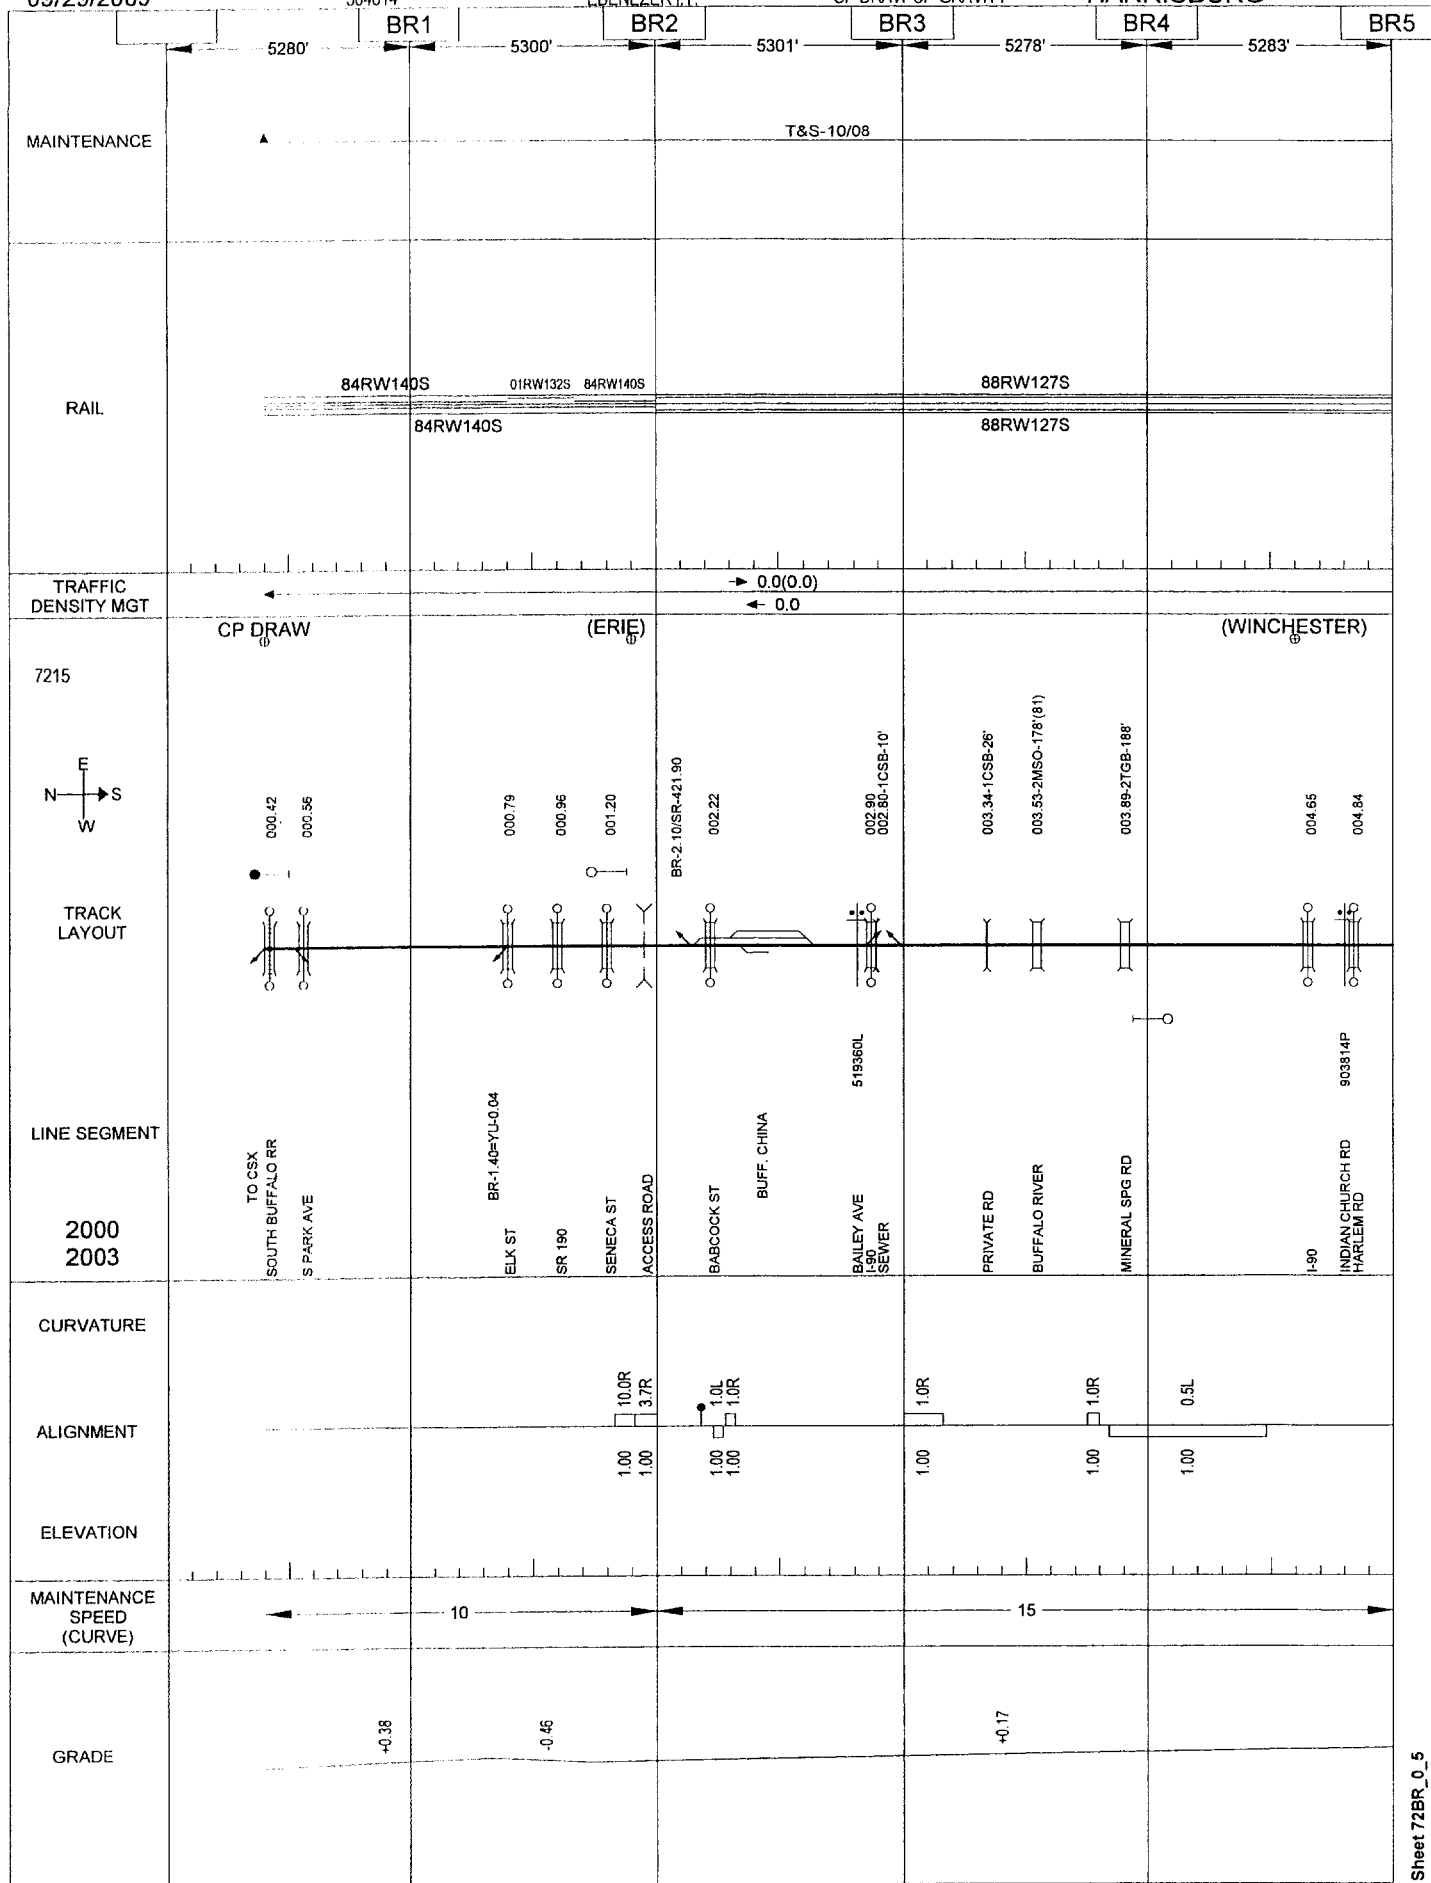 BR1
BR2
BR3
BR4
BR5
5280'
5300'
5301'
5278'
5283'
MAINTENANCE
T&S-10/08
RAIL
84RW140S
01RW132S
84RW140S
88RW127S
84RW140S
88RW127S
TRAFFIC
DENSITY MGT
0.0(0.0)
0.0
CP DRAW
(ERIE)
(WINCHESTER)
7215
E
N
S
W
000.42
000.56
000.79
000.96
001.20
BR-2.10/SR-421.90
002.22
002.90
002.80-1CSB-10'
003.34-1CSB-26'
003.53-2MSO-178'(81)
003.89-2TGB-188'
004.65
004.84
TRACK
LAYOUT
519360L
903814P
LINE SEGMENT
2000
2003
TO CSX
SOUTH BUFFALO RR
S PARK AVE
BR-1.40=YU-0.04
ELK ST
SR 190
SENECA ST
ACCESS ROAD
BABCOCK ST
BUFF. CHINA
BAILEY AVE
I-90
SEWER
PRIVATE RD
BUFFALO RIVER
MINERAL SPG RD
I-90
INDIAN CHURCH RD
HARLEM RD
CURVATURE
10.0R
3.7R
1.0L
1.0R
1.0R
1.0R
0.5L
ALIGNMENT
1.00
1.00
1.00
1.00
1.00
1.00
1.00
ELEVATION
MAINTENANCE
SPEED
(CURVE)
10
15
GRADE
+0.38
-0.46
+0.17
Sheet 72BR_0_5